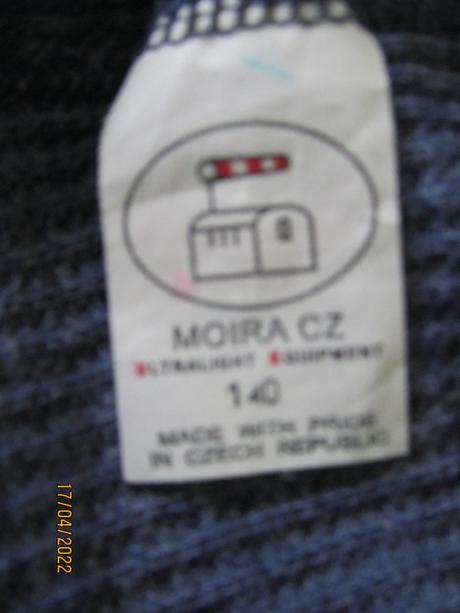 MOIRA CZ
ULTRALIGHT EQUIPMENT
140
MADE WITH PRIDE
IN CZECH REPUBLIC
17/04/2022